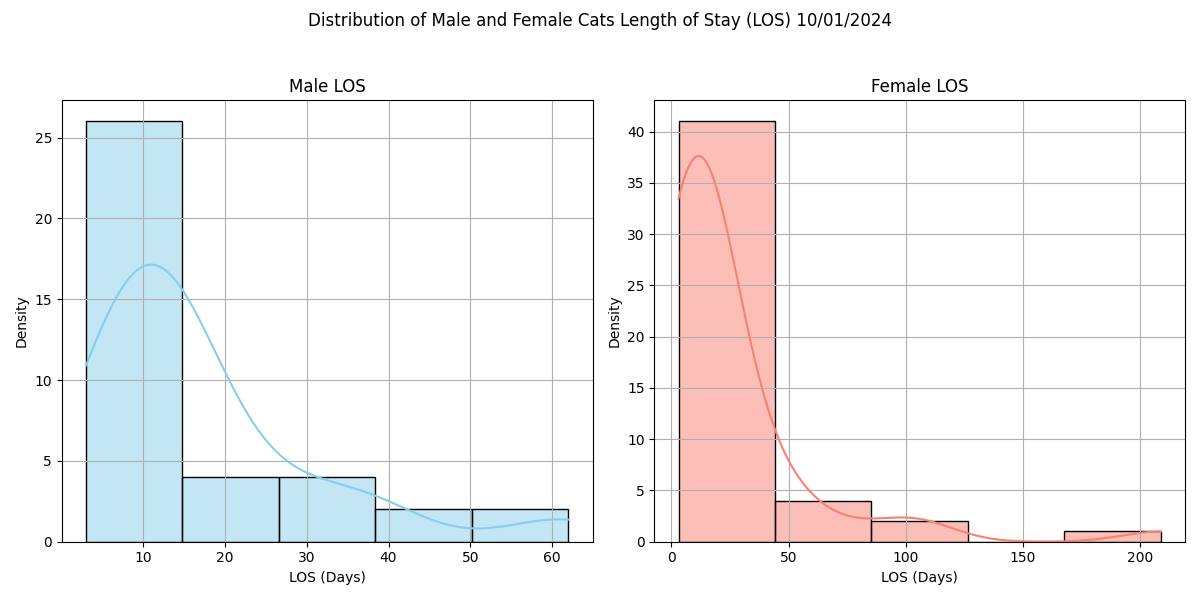 Distribution of Male and Female Cats Length of Stay (LOS) 10/01/2024
Male LOS
Density
25
20
15
10
5
0
10 20 30 40 50 60
LOS (Days)
Female LOS
Density
40
35
30
25
20
15
10
5
0
0 50 100 150 200
LOS (Days)